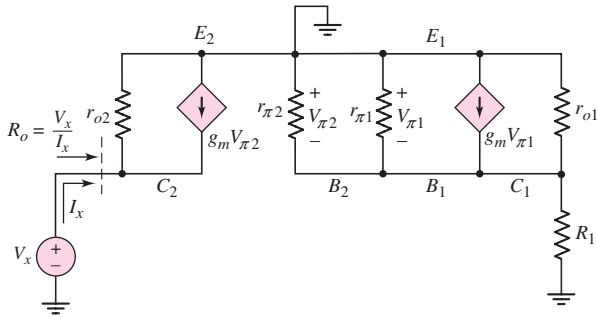 E2
E1
ro2
gmVπ2
rπ2
+
Vπ2
−
rπ1
+
Vπ1
−
gmVπ1
ro1
Ro = Vx
Ix
C2
B2
B1
C1
Ix
R1
Vx
+
−